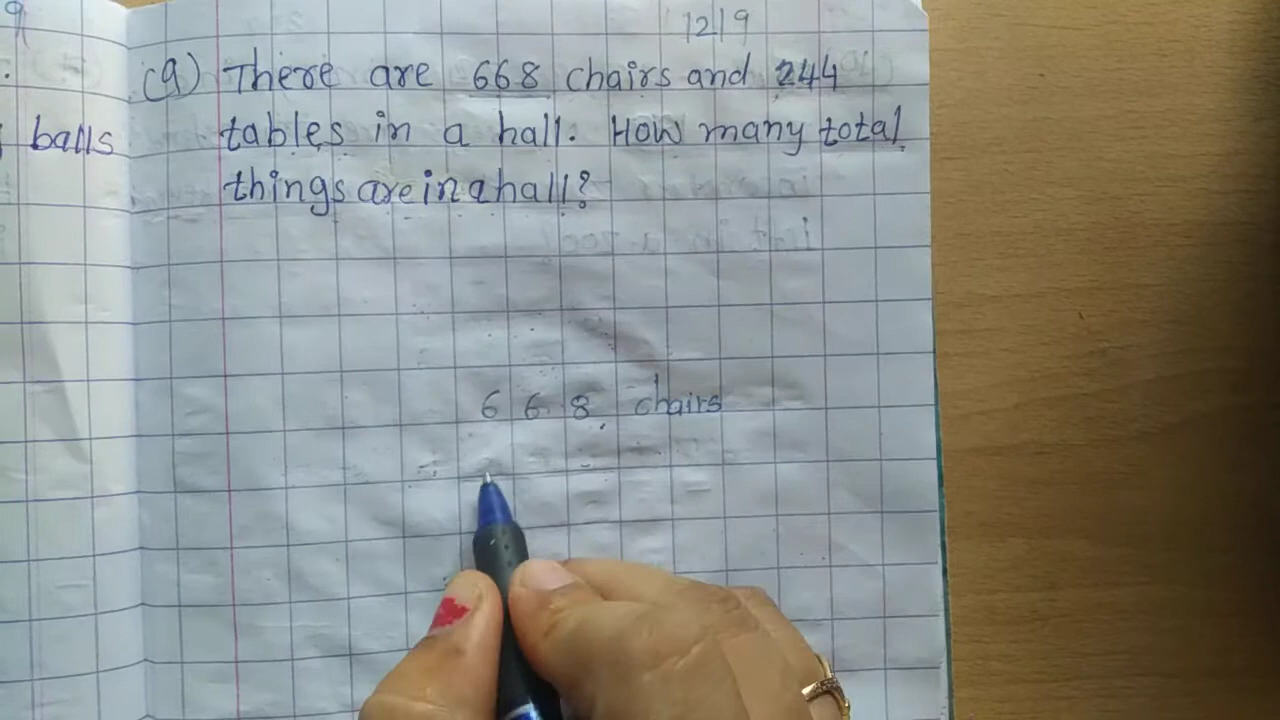 9
12/9
(9) There are 668 chairs and 244
balls
tables in a hall. How many total
things are in a hall?
6 6 8 chairs